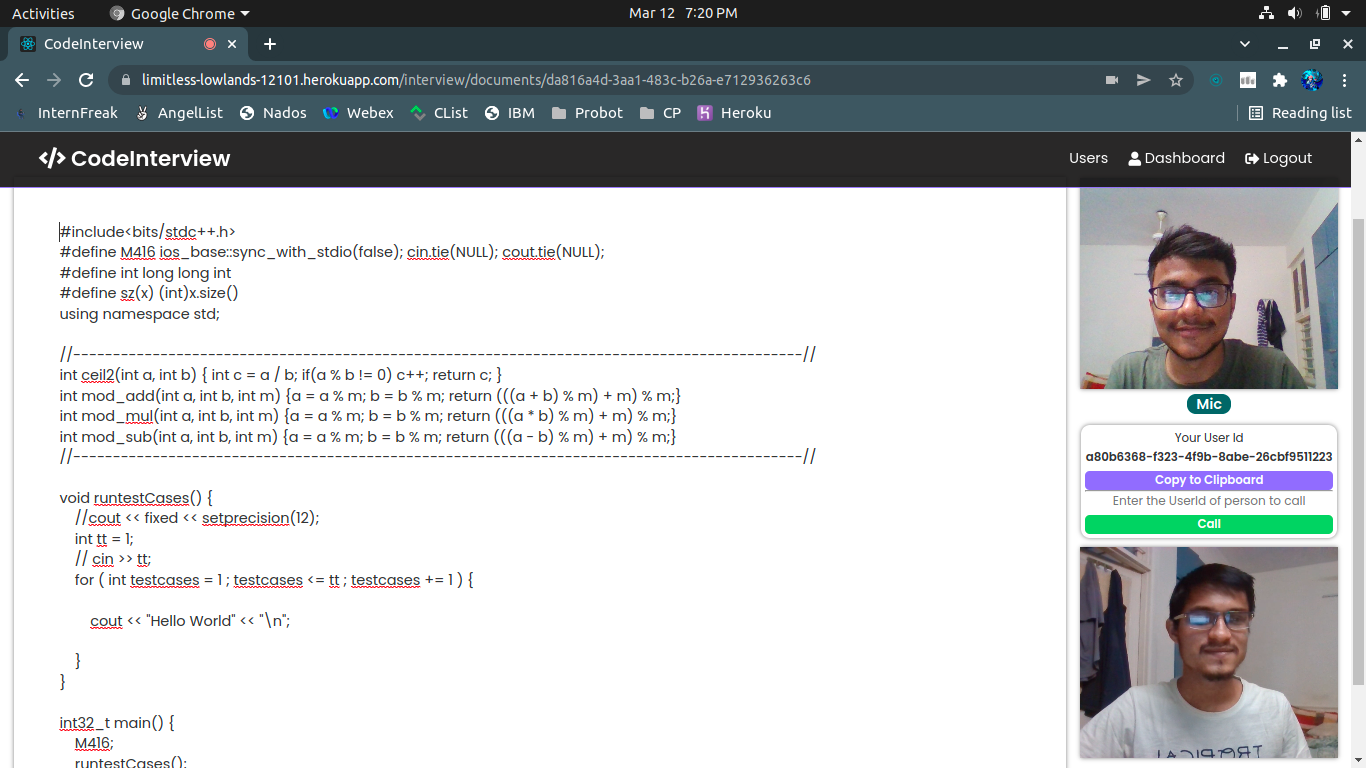 Activities
Google Chrome
Mar 12 7:20 PM
CodeInterview
limitless-lowlands-12101.herokuapp.com/interview/documents/da816a4d-3aa1-483c-b26a-e712936263c6
InternFreak
AngelList
Nados
Webex
CList
IBM
Probot
CP
Heroku
Reading list
</> CodeInterview
Users
Dashboard
Logout
#include<bits/stdc++.h>
#define M416 ios_base::sync_with_stdio(false); cin.tie(NULL); cout.tie(NULL);
#define int long long int
#define sz(x) (int)x.size()
using namespace std;
//--------------------------------------------------------------------------------------------//
int ceil2(int a, int b) { int c = a / b; if(a % b != 0) c++; return c; }
int mod_add(int a, int b, int m) {a = a % m; b = b % m; return (((a + b) % m) + m) % m;}
int mod_mul(int a, int b, int m) {a = a % m; b = b % m; return (((a * b) % m) + m) % m;}
int mod_sub(int a, int b, int m) {a = a % m; b = b % m; return (((a - b) % m) + m) % m;}
//--------------------------------------------------------------------------------------------//
void runtestCases() {
//cout << fixed << setprecision(12);
int tt = 1;
// cin >> tt;
for ( int testcases = 1 ; testcases <= tt ; testcases += 1 ) {
cout << "Hello World" << "\n";
}
}
int32_t main() {
M416;
runtestCases();
Mic
Your User Id
a80b6368-f323-4f9b-8abe-26cbf9511223
Copy to Clipboard
Enter the UserId of person to call
Call
TROPICAL